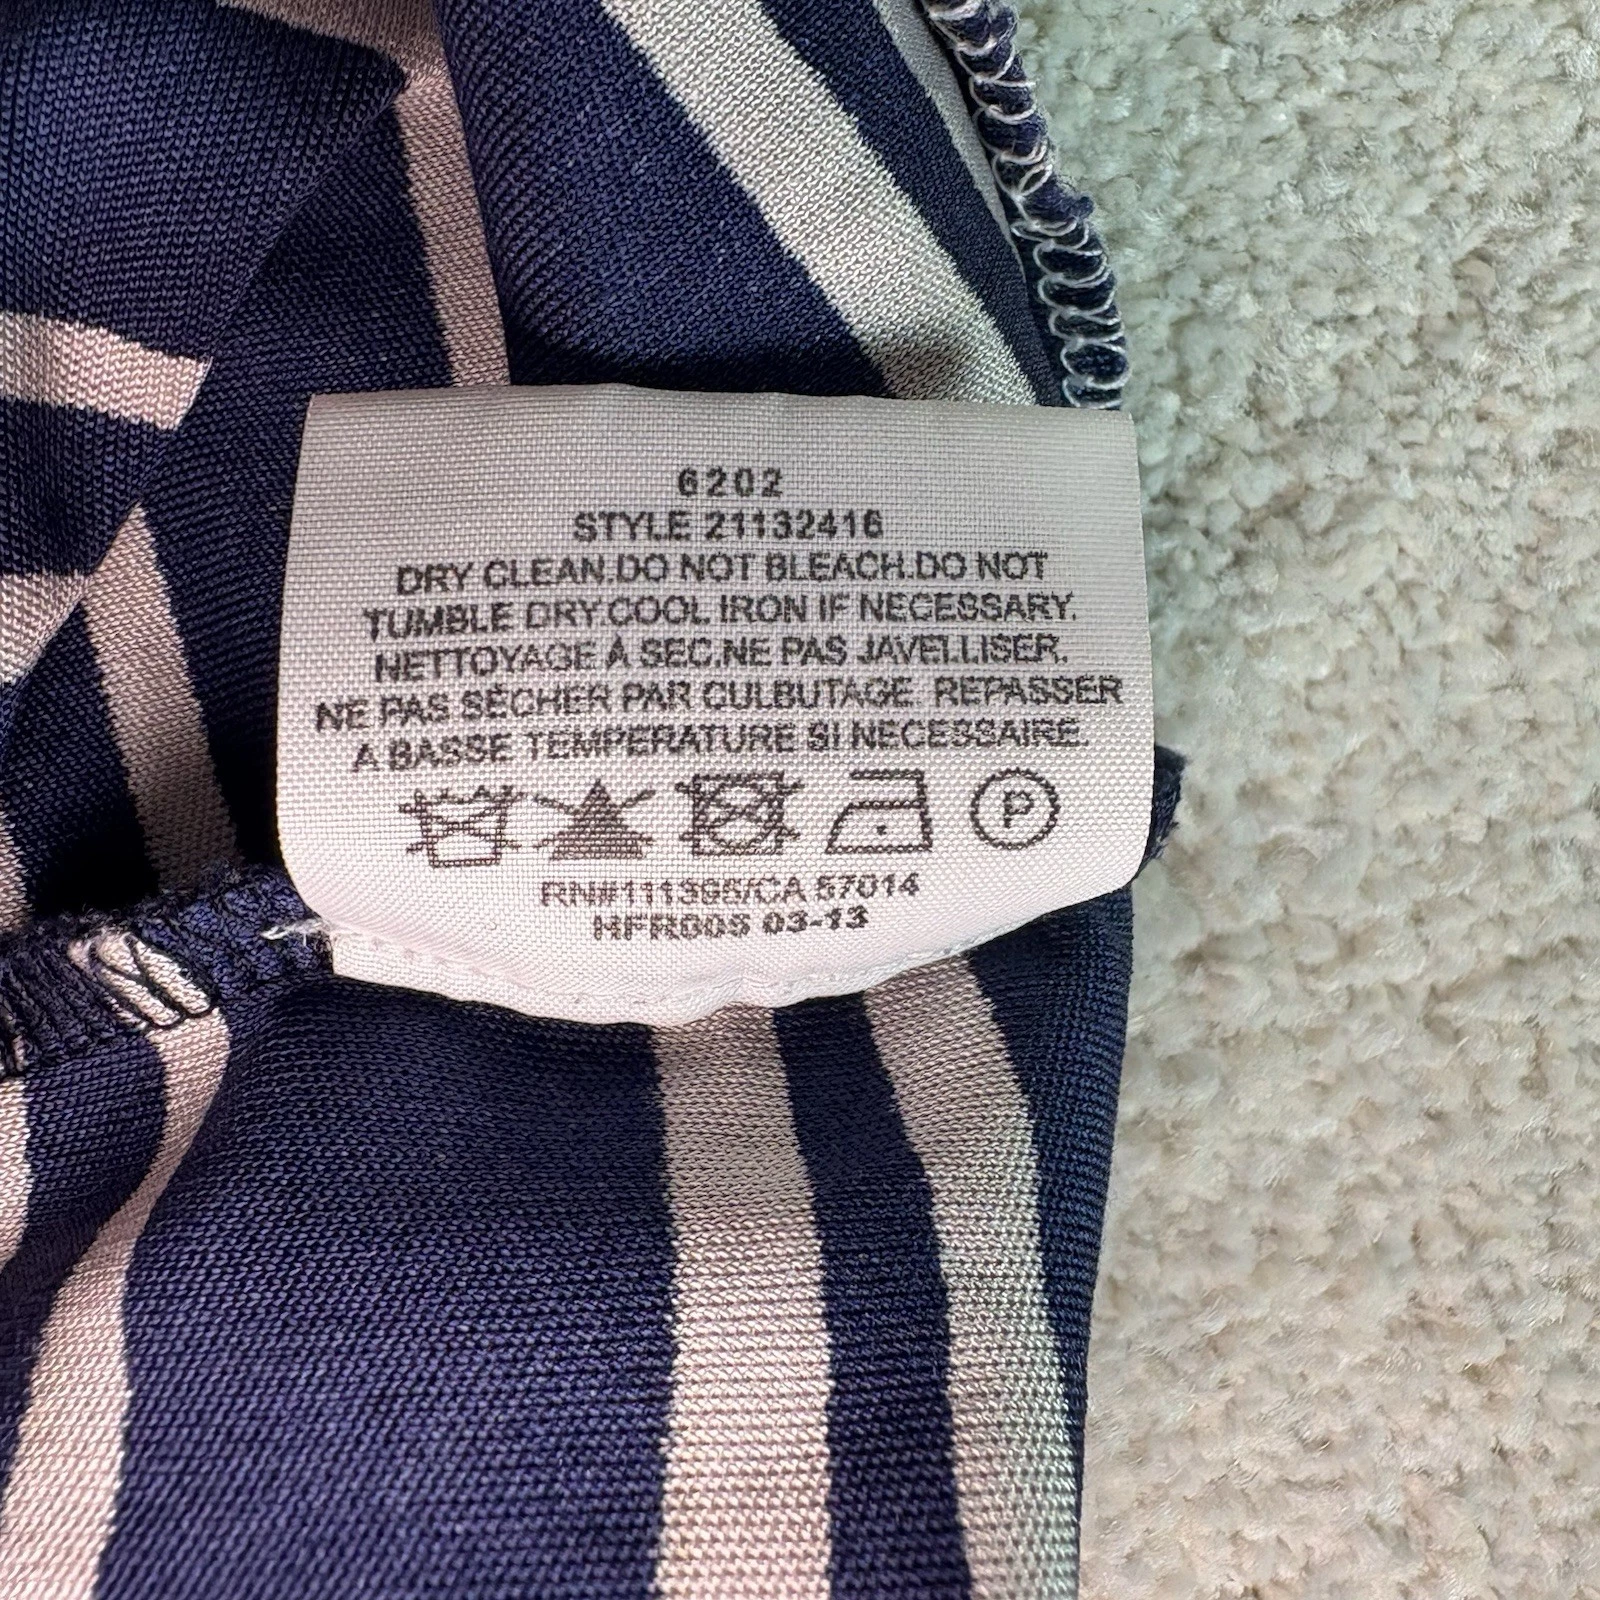 6202
STYLE 21132416
DRY CLEAN.DO NOT BLEACH.DO NOT
TUMBLE DRY.COOL IRON IF NECESSARY.
NETTOYAGE À SEC.NE PAS JAVELLISER.
NE PAS SÉCHER PAR CULBUTAGE REPASSER
A BASSE TEMPERATURE SI NECESSAIRE.
P
RN#111395/CA 57014
HFR005 03-13